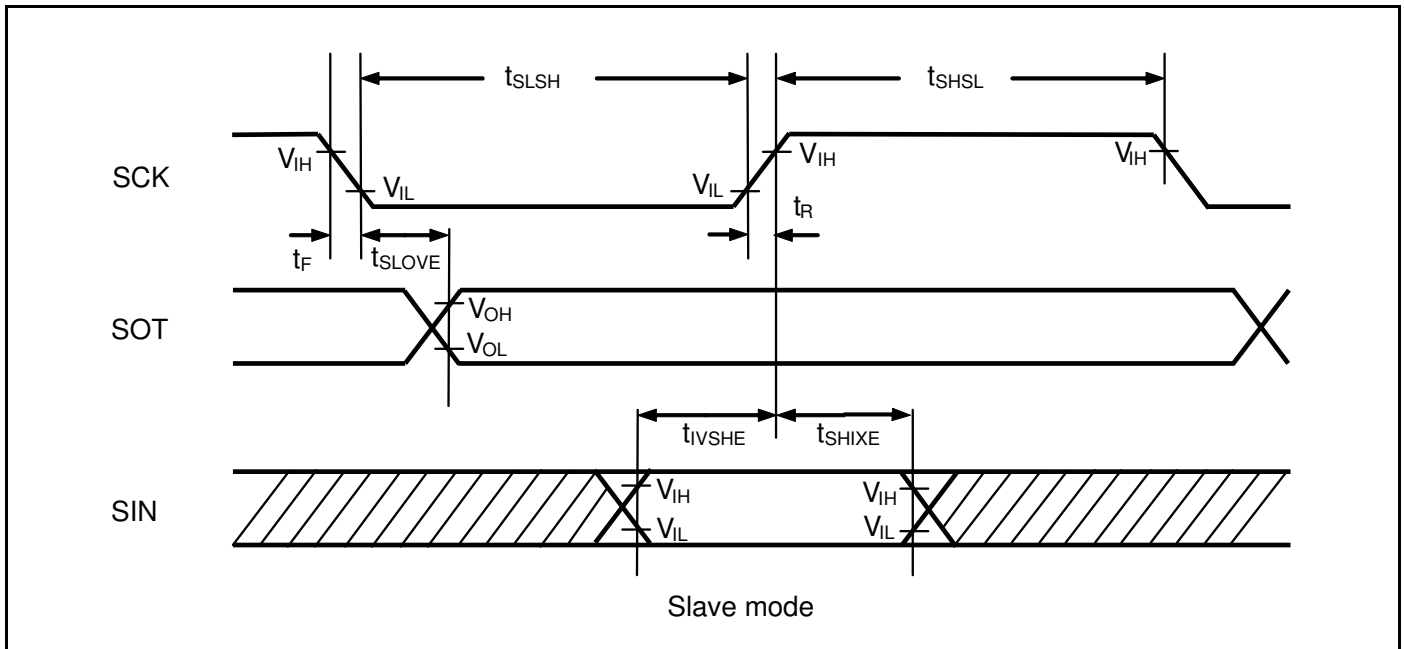 tSLSH tSHSL
SCK VIH VIL VIL VIH VIH
tF tSLOVE tR
SOT VOH VOL
tIVSHE tSHIXE
SIN VIH VIL VIH VIL
Slave mode